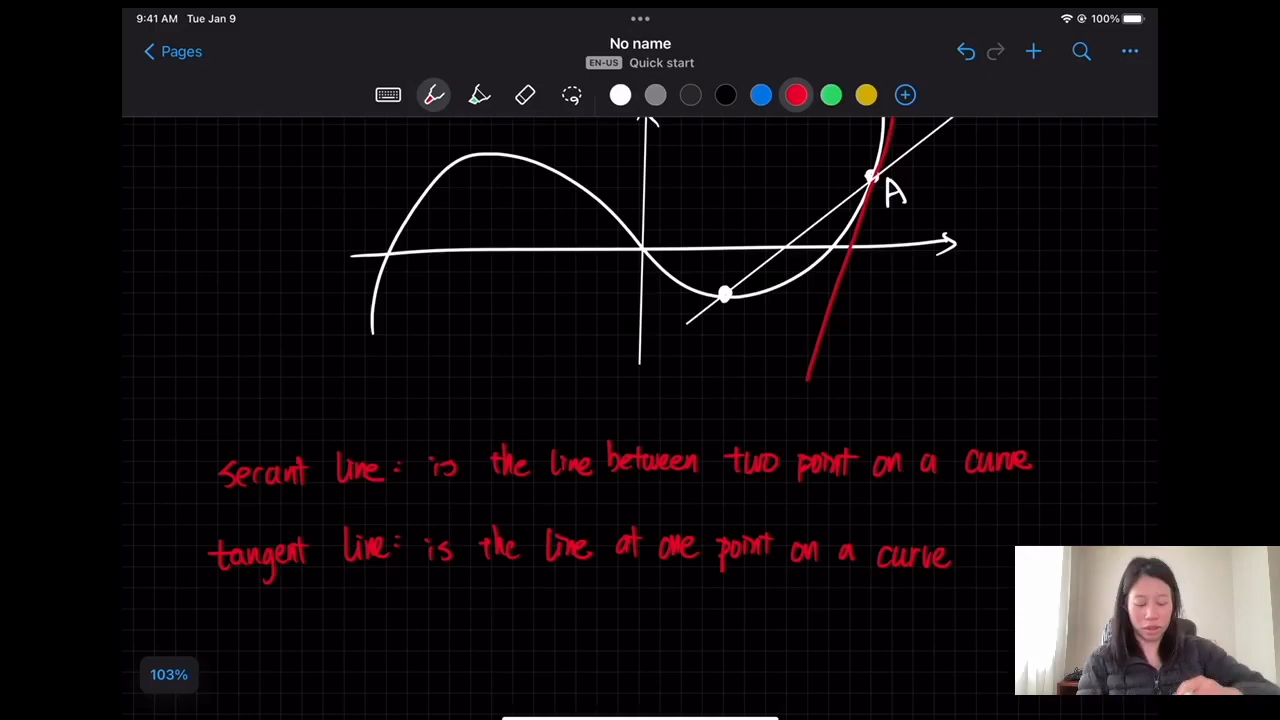 9:41 AM Tue Jan 9
100%
Pages
No name
EN-US Quick start
A
secant line: is the line between two point on a curve
tangent line: is the line at one point on a curve
103%